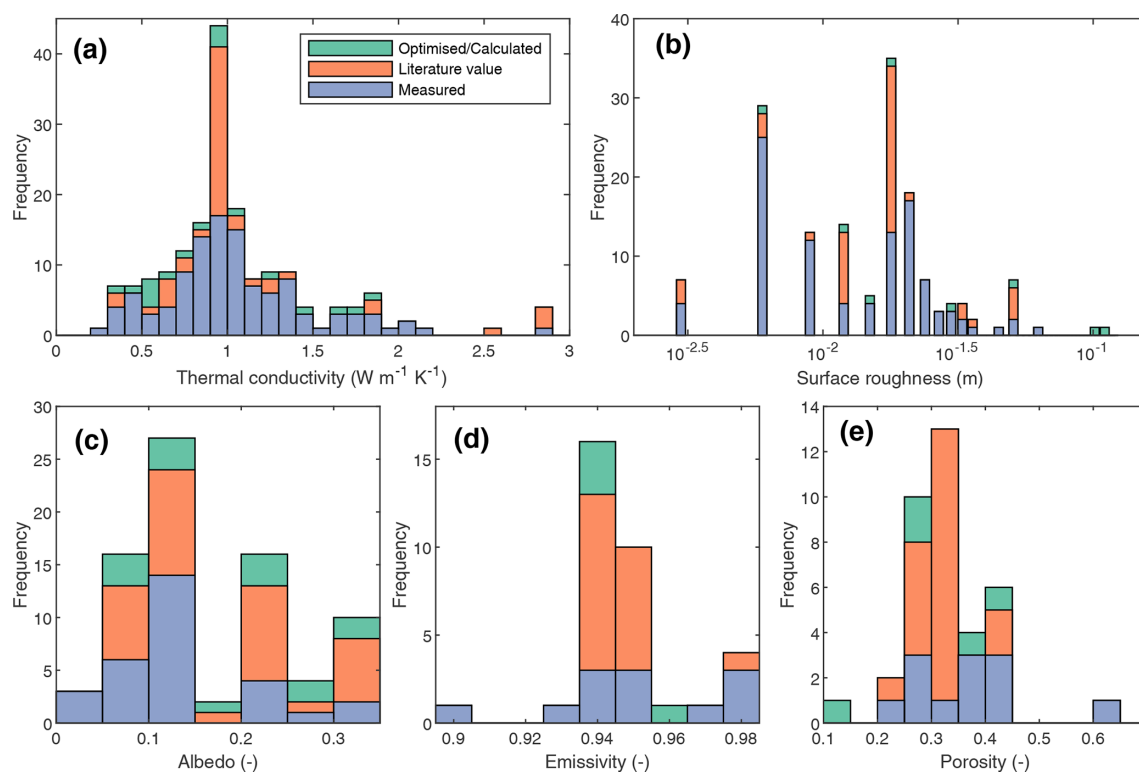 (a)
Optimised/Calculated
Literature value
Measured
Frequency
40
30
20
10
0
0 0.5 1 1.5 2 2.5 3
Thermal conductivity (W m⁻¹ K⁻¹)
(b)
Frequency
40
30
20
10
0
10⁻²·⁵ 10⁻² 10⁻¹·⁵ 10⁻¹
Surface roughness (m)
(c)
Frequency
30
25
20
15
10
5
0
0 0.1 0.2 0.3
Albedo (-)
(d)
Frequency
15
10
5
0
0.9 0.92 0.94 0.96 0.98
Emissivity (-)
(e)
Frequency
14
12
10
8
6
4
2
0
0.1 0.2 0.3 0.4 0.5 0.6
Porosity (-)